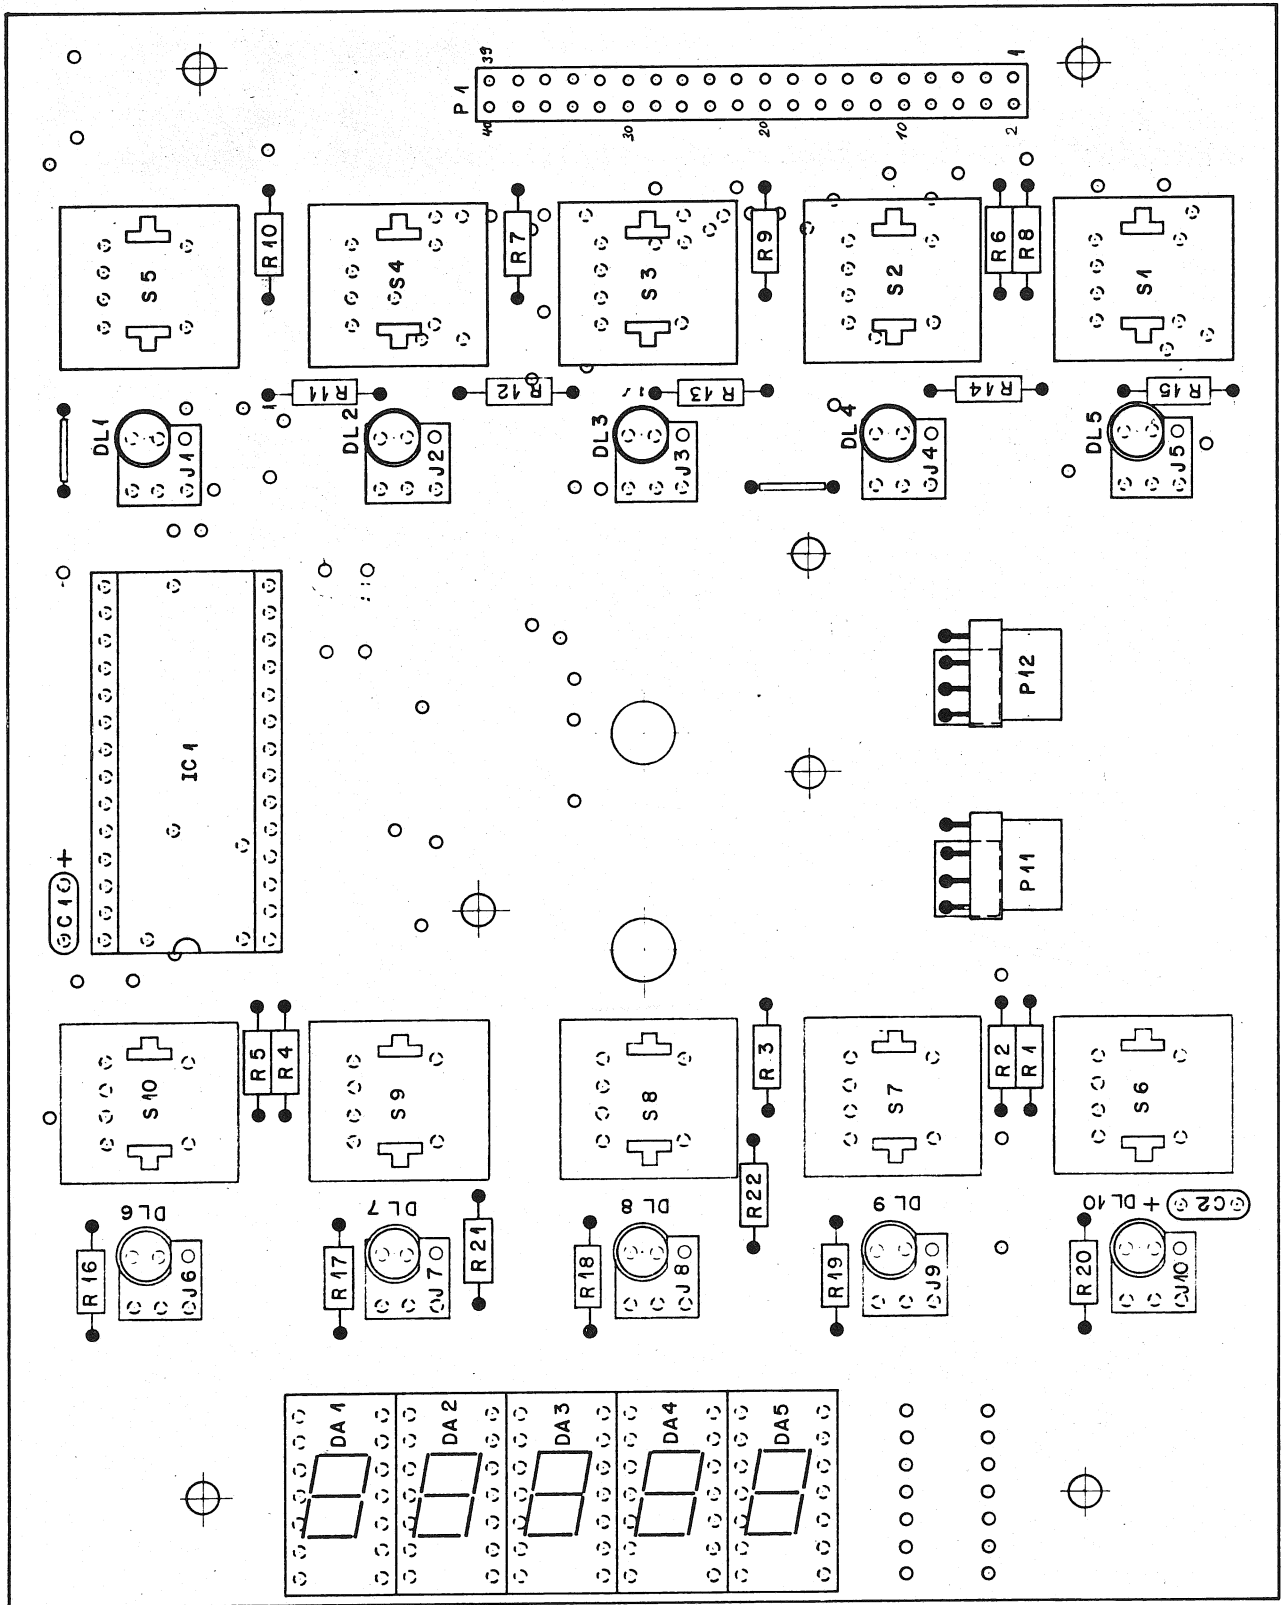 39 1
P1
40 30 20 10 2
S5 R10 S4 R7 S3 R9 S2 R6 R8 S1
R11 R12 R13 R14 R15
DL1 DL2 DL3 DL4 DL5
J1 J2 J3 J4 J5
P12
IC1
P11
C1 +
R5 R4 R3 R2 R1
S10 S9 S8 S7 S6
R22
DL6 DL7 DL8 DL9 DL10 + C2
R16 R17 R21 R18 R19 R20
J6 J7 J8 J9 J10
DA1 DA2 DA3 DA4 DA5